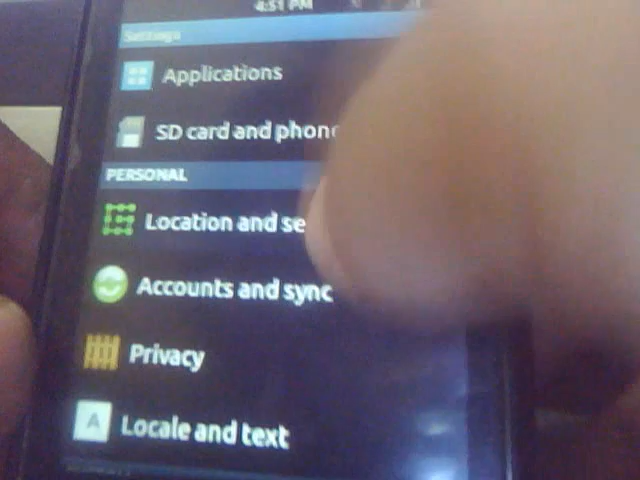 4:51 PM
Settings
Applications
SD card and phone
PERSONAL
Location and se
Accounts and sync
Privacy
A
Locale and text